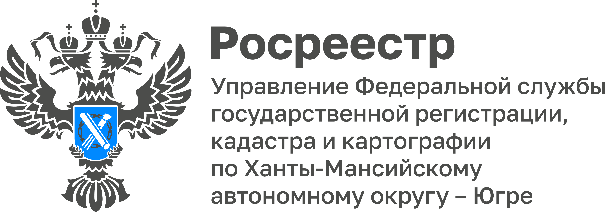 Росреестр
Управление Федеральной службы
государственной регистрации,
кадастра и картографии
по Ханты-Мансийскому
автономному округу – Югре